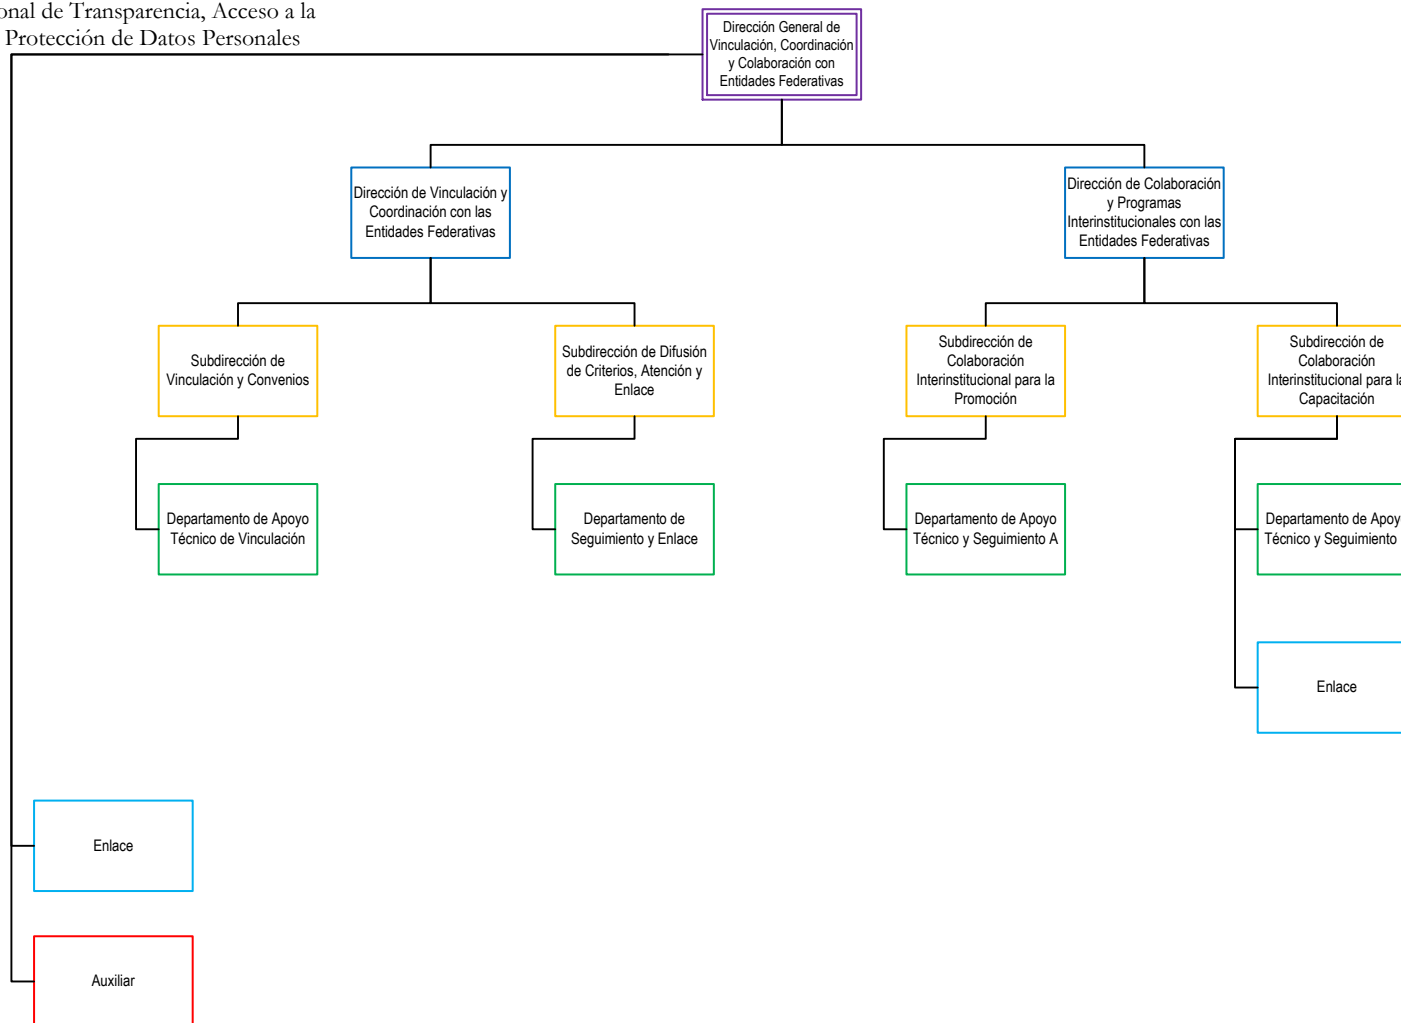 onal de Transparencia, Acceso a la
Protección de Datos Personales
Dirección General de
Vinculación, Coordinación
y Colaboración con
Entidades Federativas
Dirección de Vinculación y
Coordinación con las
Entidades Federativas
Dirección de Colaboración
y Programas
Interinstitucionales con las
Entidades Federativas
Subdirección de
Vinculación y Convenios
Subdirección de Difusión
de Criterios, Atención y
Enlace
Subdirección de
Colaboración
Interinstitucional para la
Promoción
Subdirección de
Colaboración
Interinstitucional para la
Capacitación
Departamento de Apoyo
Técnico de Vinculación
Departamento de
Seguimiento y Enlace
Departamento de Apoyo
Técnico y Seguimiento A
Departamento de Apoy
Técnico y Seguimiento
Enlace
Enlace
Auxiliar